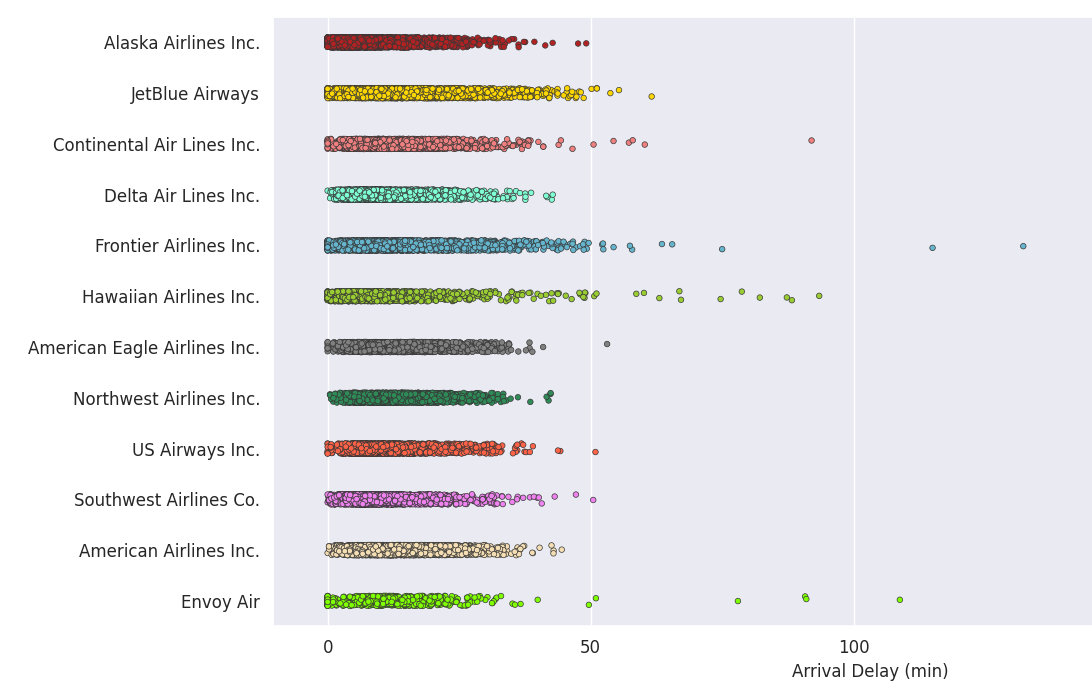 Alaska Airlines Inc.
JetBlue Airways
Continental Air Lines Inc.
Delta Air Lines Inc.
Frontier Airlines Inc.
Hawaiian Airlines Inc.
American Eagle Airlines Inc.
Northwest Airlines Inc.
US Airways Inc.
Southwest Airlines Co.
American Airlines Inc.
Envoy Air
0 50 100
Arrival Delay (min)